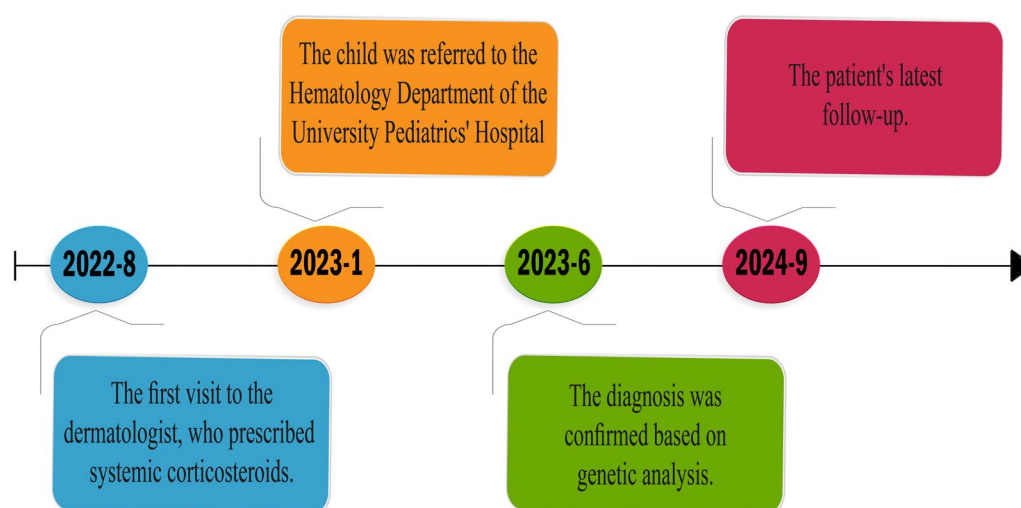 The child was referred to the
Hematology Department of the
University Pediatrics' Hospital
The patient's latest
follow-up.
2022-8
2023-1
2023-6
2024-9
The first visit to the
dermatologist, who prescribed
systemic corticosteroids.
The diagnosis was
confirmed based on
genetic analysis.